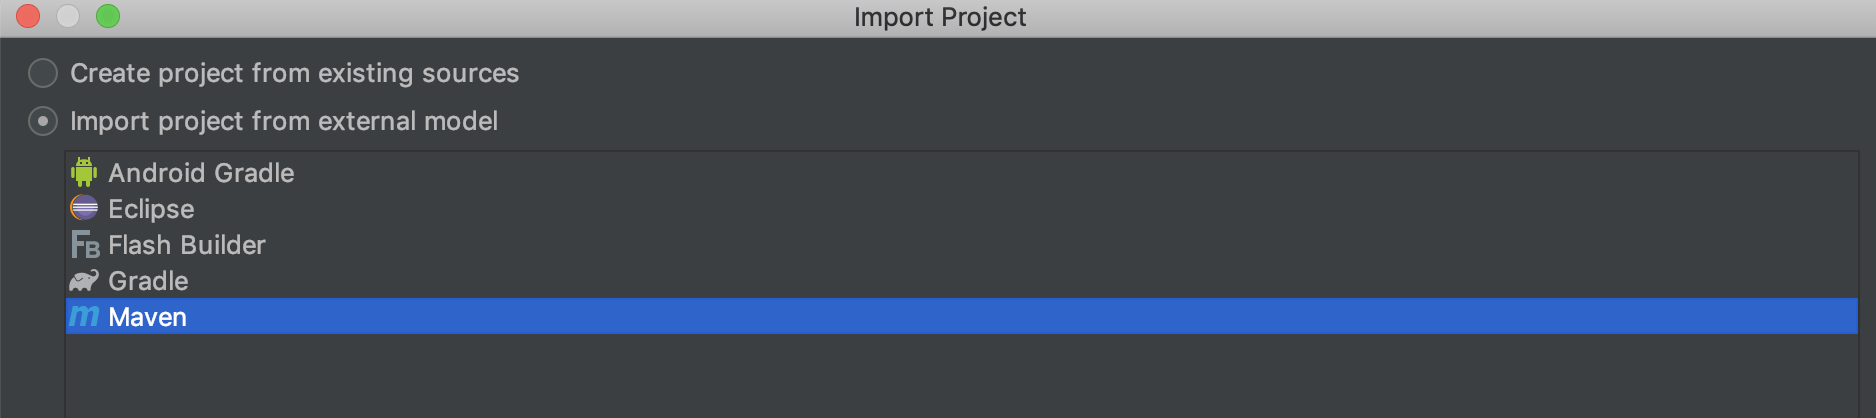 Import Project
Create project from existing sources
Import project from external model
Android Gradle
Eclipse
FB Flash Builder
Gradle
m Maven